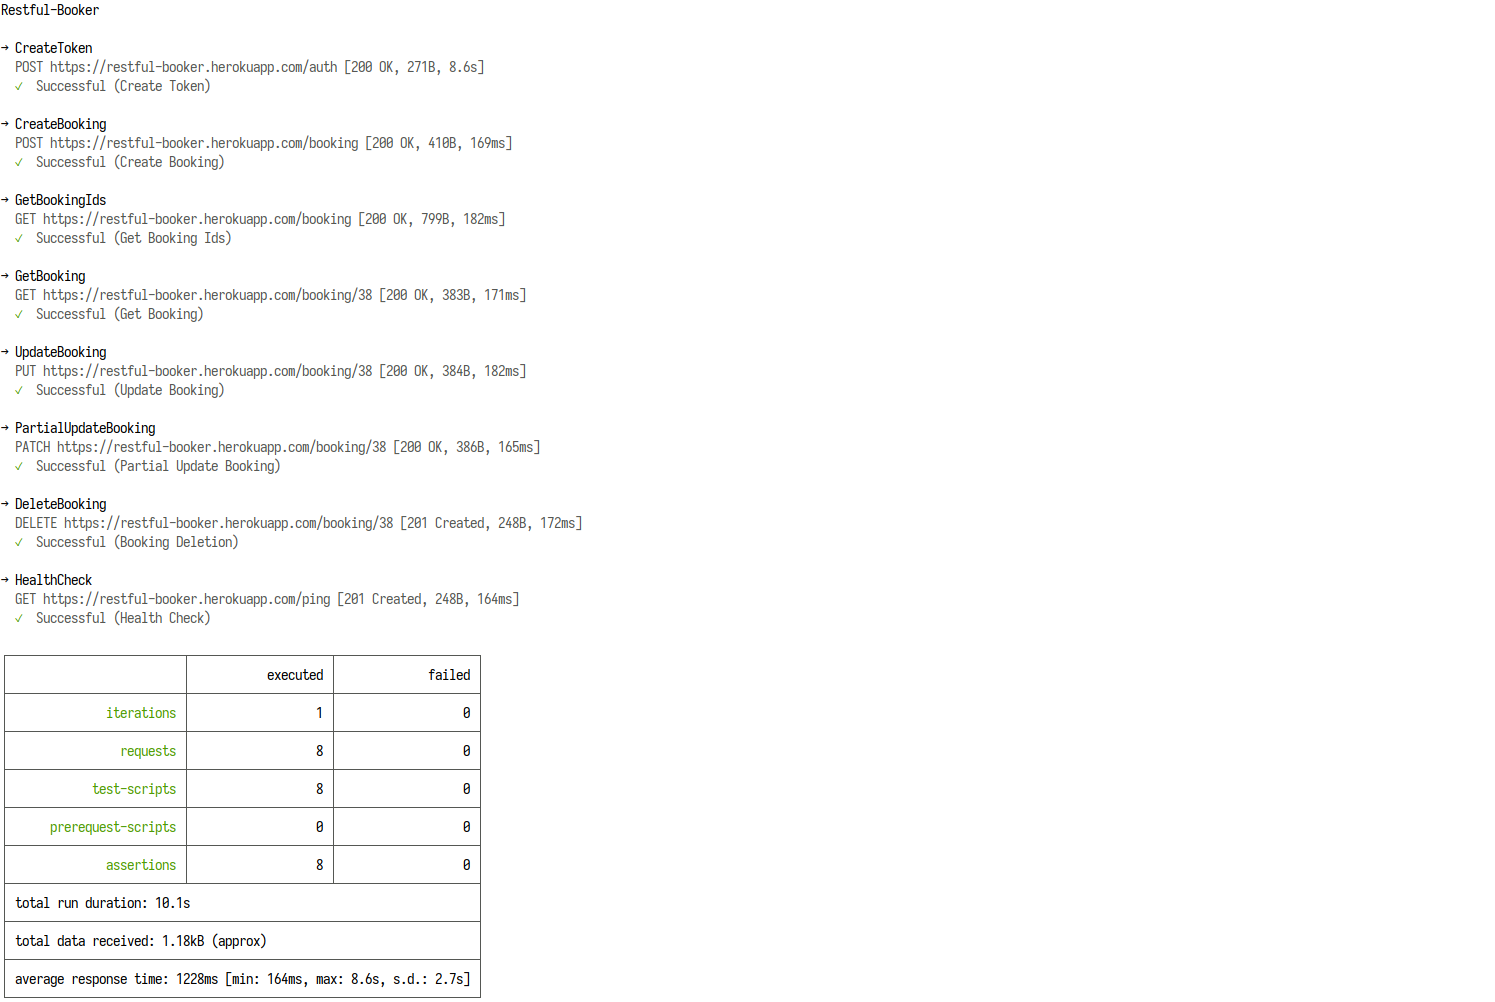 Restful-Booker
→ CreateToken
POST https://restful-booker.herokuapp.com/auth [200 OK, 271B, 8.6s]
✓ Successful (Create Token)
→ CreateBooking
POST https://restful-booker.herokuapp.com/booking [200 OK, 410B, 169ms]
✓ Successful (Create Booking)
→ GetBookingIds
GET https://restful-booker.herokuapp.com/booking [200 OK, 799B, 182ms]
✓ Successful (Get Booking Ids)
→ GetBooking
GET https://restful-booker.herokuapp.com/booking/38 [200 OK, 383B, 171ms]
✓ Successful (Get Booking)
→ UpdateBooking
PUT https://restful-booker.herokuapp.com/booking/38 [200 OK, 384B, 182ms]
✓ Successful (Update Booking)
→ PartialUpdateBooking
PATCH https://restful-booker.herokuapp.com/booking/38 [200 OK, 386B, 165ms]
✓ Successful (Partial Update Booking)
→ DeleteBooking
DELETE https://restful-booker.herokuapp.com/booking/38 [201 Created, 248B, 172ms]
✓ Successful (Booking Deletion)
→ HealthCheck
GET https://restful-booker.herokuapp.com/ping [201 Created, 248B, 164ms]
✓ Successful (Health Check)
executed failed
iterations 1 0
requests 8 0
test-scripts 8 0
prerequest-scripts 0 0
assertions 8 0
total run duration: 10.1s
total data received: 1.18kB (approx)
average response time: 1228ms [min: 164ms, max: 8.6s, s.d.: 2.7s]